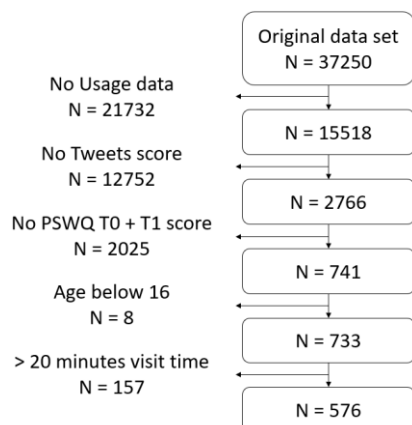 Original data set
N = 37250
No Usage data
N = 21732
N = 15518
No Tweets score
N = 12752
N = 2766
No PSWQ T0 + T1 score
N = 2025
N = 741
Age below 16
N = 8
N = 733
> 20 minutes visit time
N = 157
N = 576